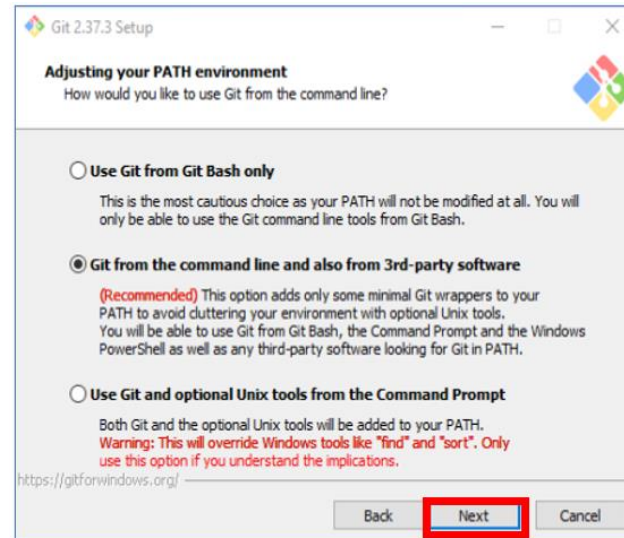 Git 2.37.3 Setup
Adjusting your PATH environment
How would you like to use Git from the command line?
Use Git from Git Bash only
This is the most cautious choice as your PATH will not be modified at all. You will
only be able to use the Git command line tools from Git Bash.
Git from the command line and also from 3rd-party software
(Recommended) This option adds only some minimal Git wrappers to your
PATH to avoid cluttering your environment with optional Unix tools.
You will be able to use Git from Git Bash, the Command Prompt and the Windows
PowerShell as well as any third-party software looking for Git in PATH.
Use Git and optional Unix tools from the Command Prompt
Both Git and the optional Unix tools will be added to your PATH.
Warning: This will override Windows tools like "find" and "sort". Only
use this option if you understand the implications.
https://gitforwindows.org/
Back Next Cancel